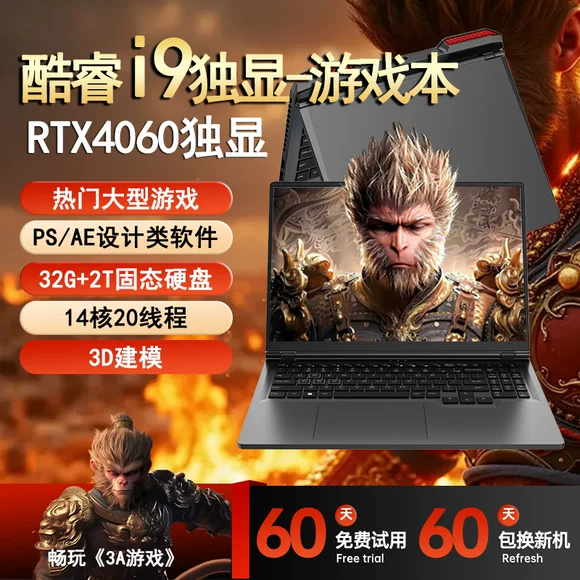 酷睿i9独显-游戏本
RTX4060独显
热门大型游戏
PS/AE设计类软件
32G+2T固态硬盘
14核20线程
3D建模
畅玩《3A游戏》
60天免费试用
Free trial
60天包换新机
Refresh